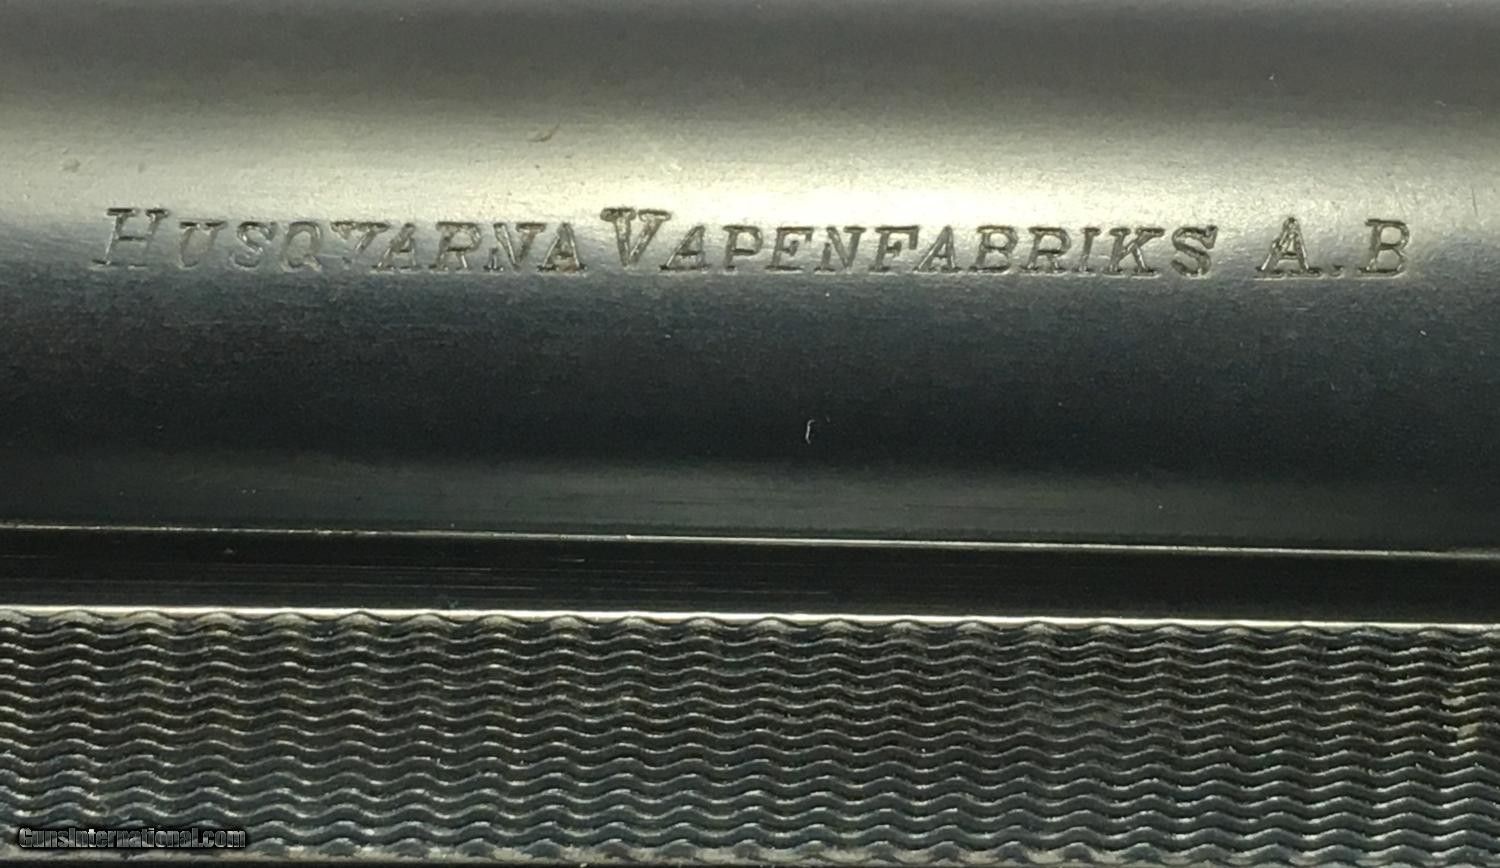 HUSQVARNA VAPENFABRIKS A.B
GunsInternational.com